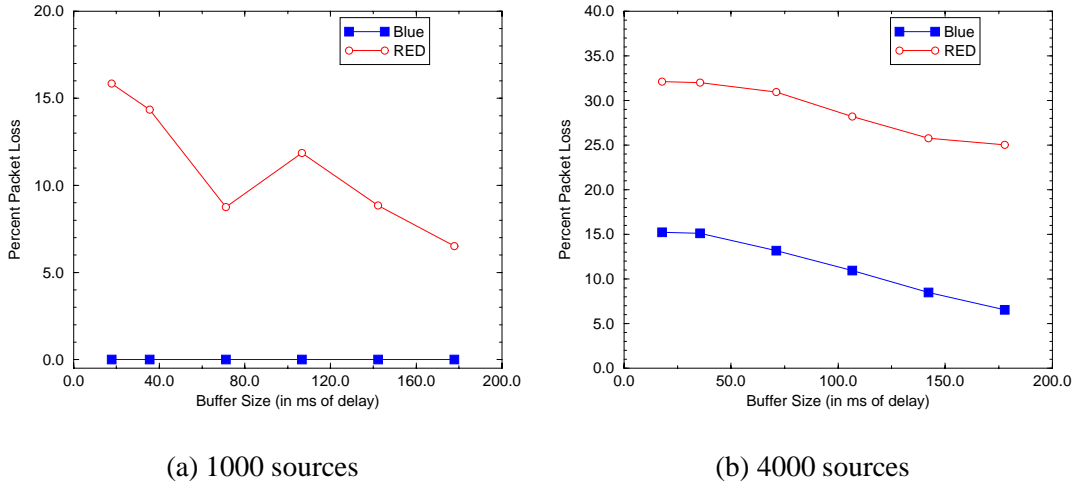 20.0
15.0
10.0
5.0
0.0
Percent Packet Loss
Blue
RED
0.0 40.0 80.0 120.0 160.0 200.0
Buffer Size (in ms of delay)
(a) 1000 sources
40.0
35.0
30.0
25.0
20.0
15.0
10.0
5.0
0.0
Percent Packet Loss
Blue
RED
0.0 50.0 100.0 150.0 200.0
Buffer Size (in ms of delay)
(b) 4000 sources